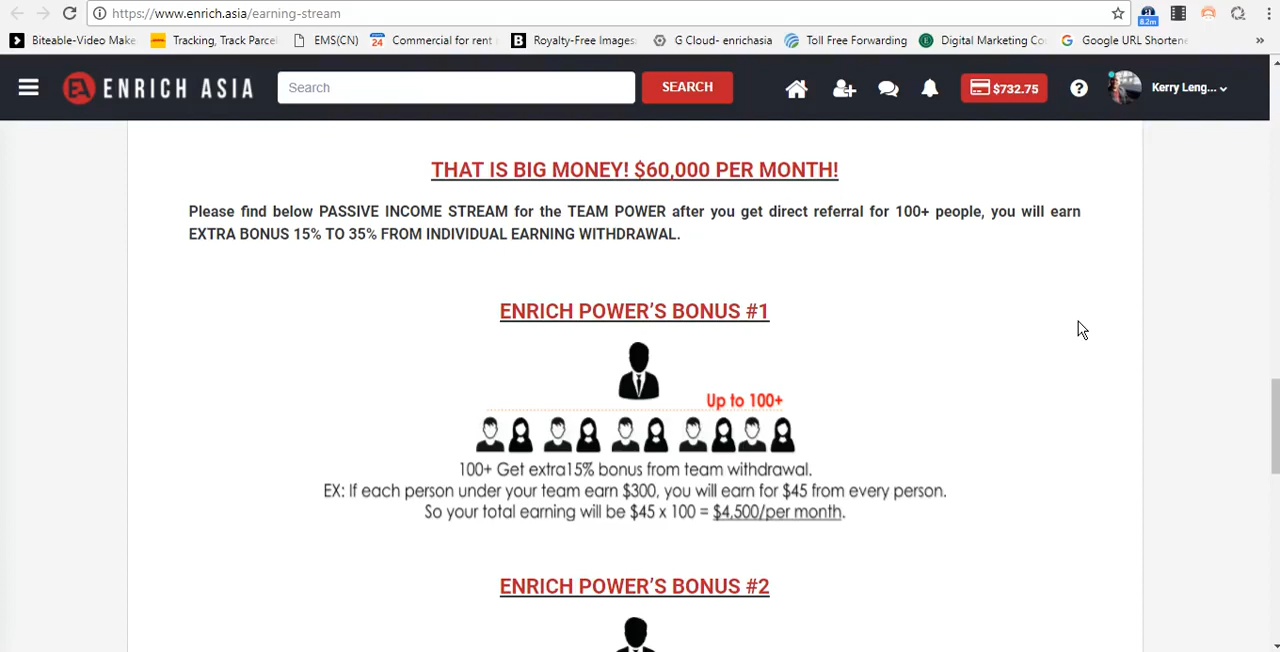 https://www.enrich.asia/earning-stream
8.2m
Biteable-Video Make
Tracking, Track Parcel
EMS(CN)
24
Commercial for rent
B
Royalty-Free Images
G Cloud- enrichasia
Toll Free Forwarding
Digital Marketing Co
G
Google URL Shortene
»
EA ENRICH ASIA
Search
SEARCH
$732.75
?
Kerry Leng...
THAT IS BIG MONEY! $60,000 PER MONTH!
Please find below PASSIVE INCOME STREAM for the TEAM POWER after you get direct referral for 100+ people, you will earn
EXTRA BONUS 15% TO 35% FROM INDIVIDUAL EARNING WITHDRAWAL.
ENRICH POWER’S BONUS #1
Up to 100+
100+ Get extra15% bonus from team withdrawal.
EX: If each person under your team earn $300, you will earn for $45 from every person.
So your total earning will be $45 x 100 = $4,500/per month.
ENRICH POWER’S BONUS #2